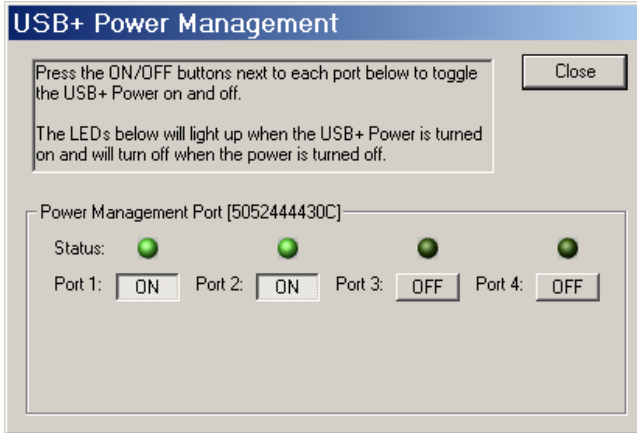 USB+ Power Management
Press the ON/OFF buttons next to each port below to toggle
the USB+ Power on and off.
The LEDs below will light up when the USB+ Power is turned
on and will turn off when the power is turned off.
Close
Power Management Port [5052444430C]
Status:
Port 1: ON Port 2: ON Port 3: OFF Port 4: OFF